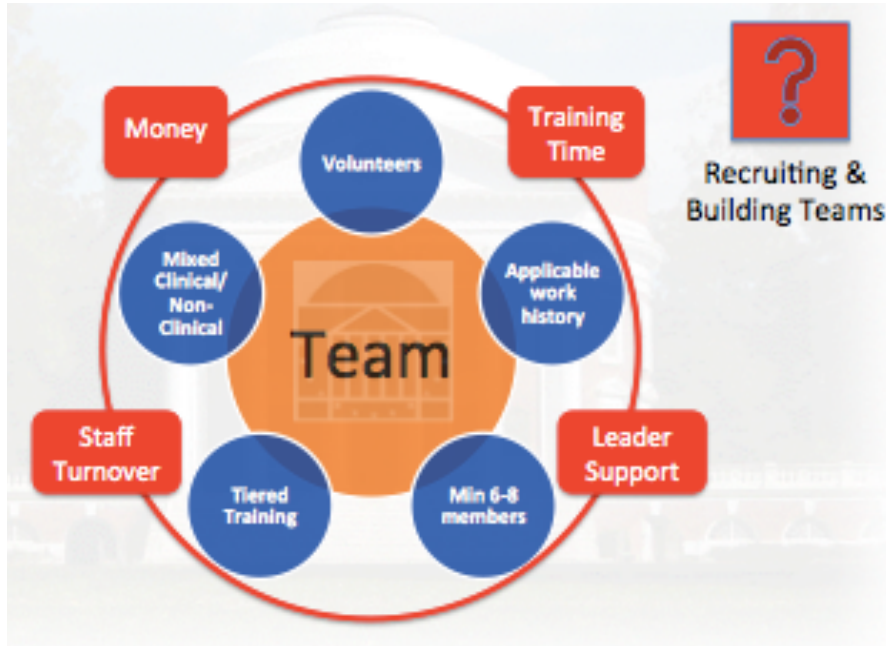 ?
Recruiting &
Building Teams
Money
Training
Time
Volunteers
Mixed
Clinical/
Non-
Clinical
Applicable
work
history
Team
Staff
Turnover
Leader
Support
Tiered
Training
Min 6-8
members